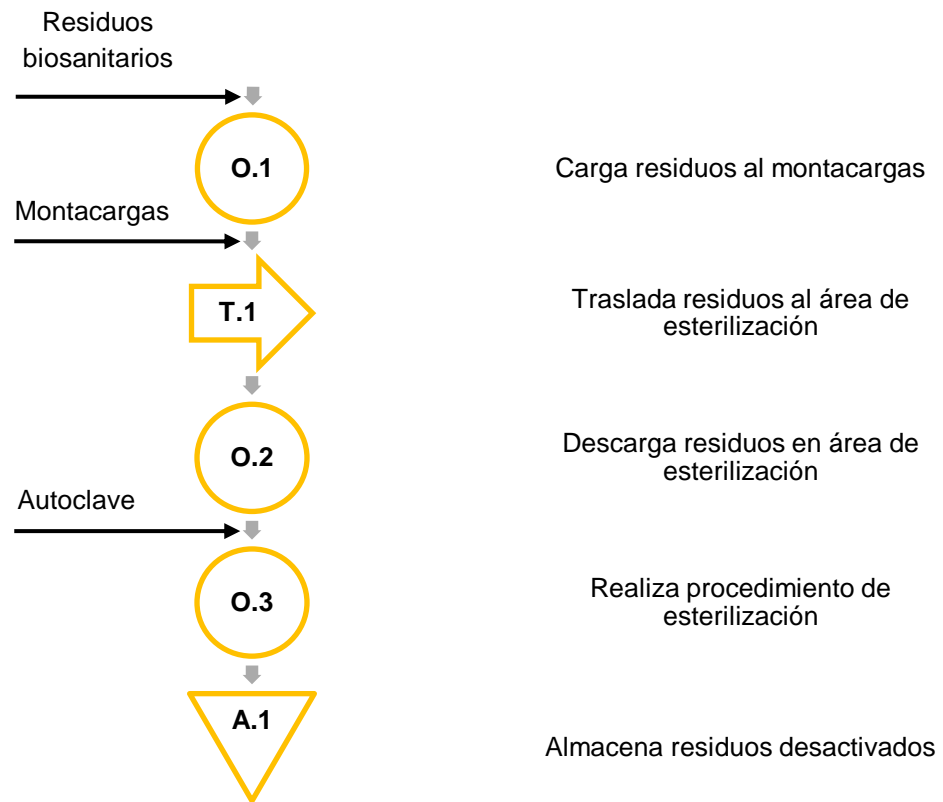 Residuos
biosanitarios
O.1
Carga residuos al montacargas
Montacargas
T.1
Traslada residuos al área de
esterilización
O.2
Descarga residuos en área de
esterilización
Autoclave
O.3
Realiza procedimiento de
esterilización
A.1
Almacena residuos desactivados